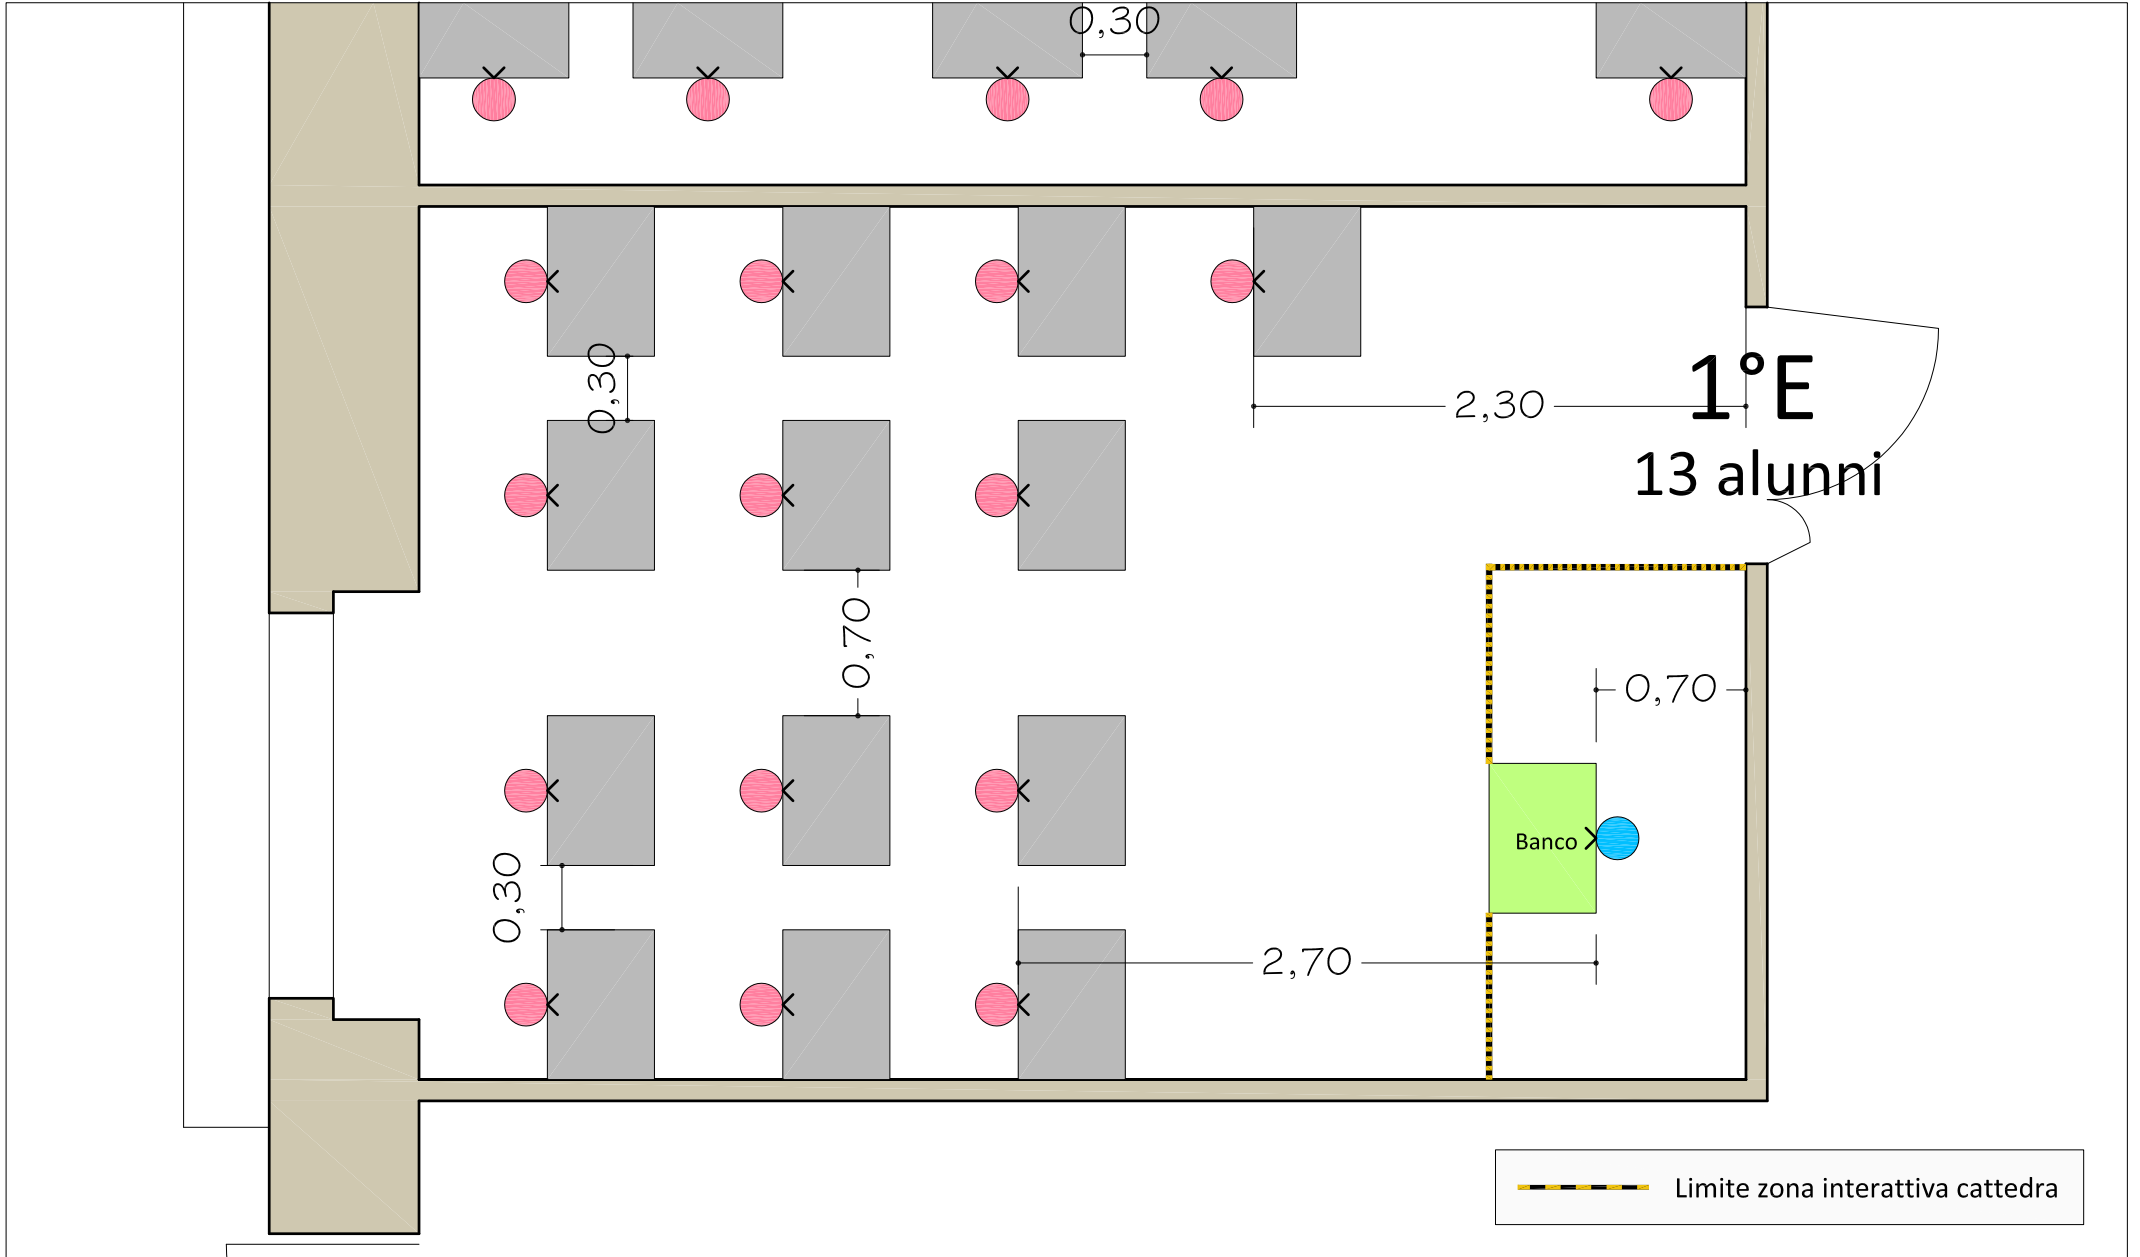 0,30
0,30
2,30
1°E
13 alunni
0,70
0,70
Banco
0,30
2,70
Limite zona interattiva cattedra